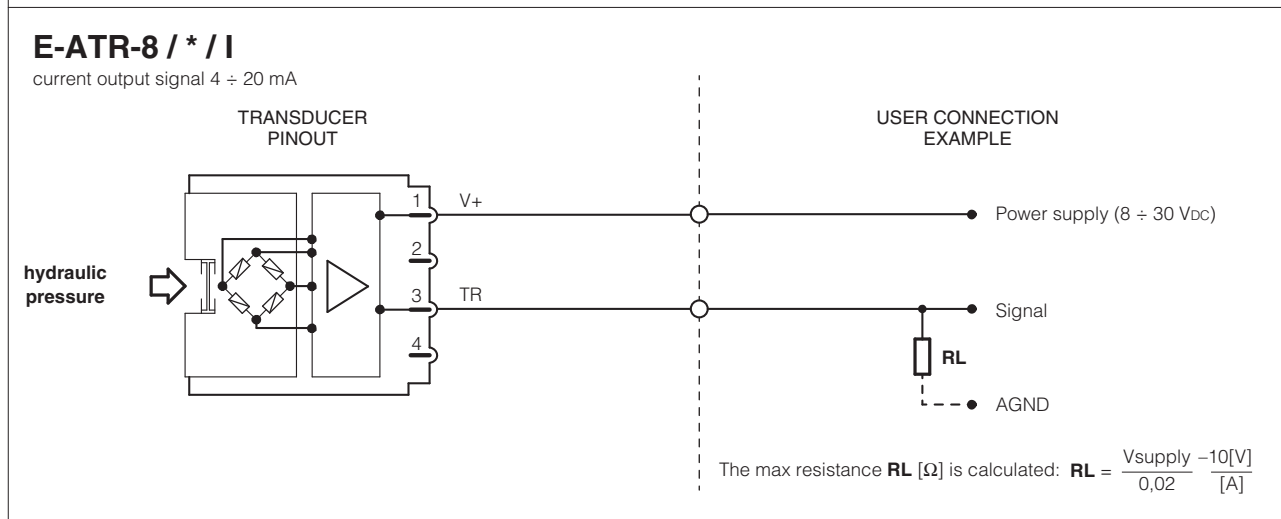 E-ATR-8 / * / I
current output signal 4 ÷ 20 mA
TRANSDUCER
PINOUT
USER CONNECTION
EXAMPLE
hydraulic
pressure
1 V+
2
3 TR
4
Power supply (8 ÷ 30 VDC)
Signal
RL
AGND
The max resistance RL [Ω] is calculated: RL = Vsupply −10[V]
0,02 [A]